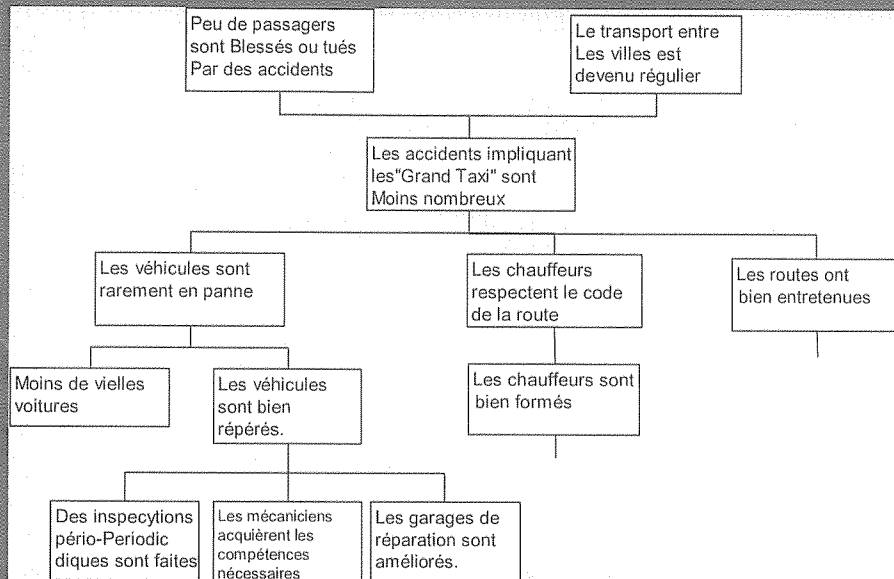 Peu de passagers
sont Blessés ou tués
Par des accidents
Le transport entre
Les villes est
devenu régulier
Les accidents impliquant
les"Grand Taxi" sont
Moins nombreux
Les véhicules sont
rarement en panne
Les chauffeurs
respectent le code
de la route
Les routes ont
bien entretenues
Moins de vielles
voitures
Les véhicules
sont bien
répérés.
Les chauffeurs sont
bien formés
Des inspecytions
pério-Periodic
diques sont faites
Les mécaniciens
acquièrent les
compétences
nécessaires
Les garages de
réparation sont
améliorés.